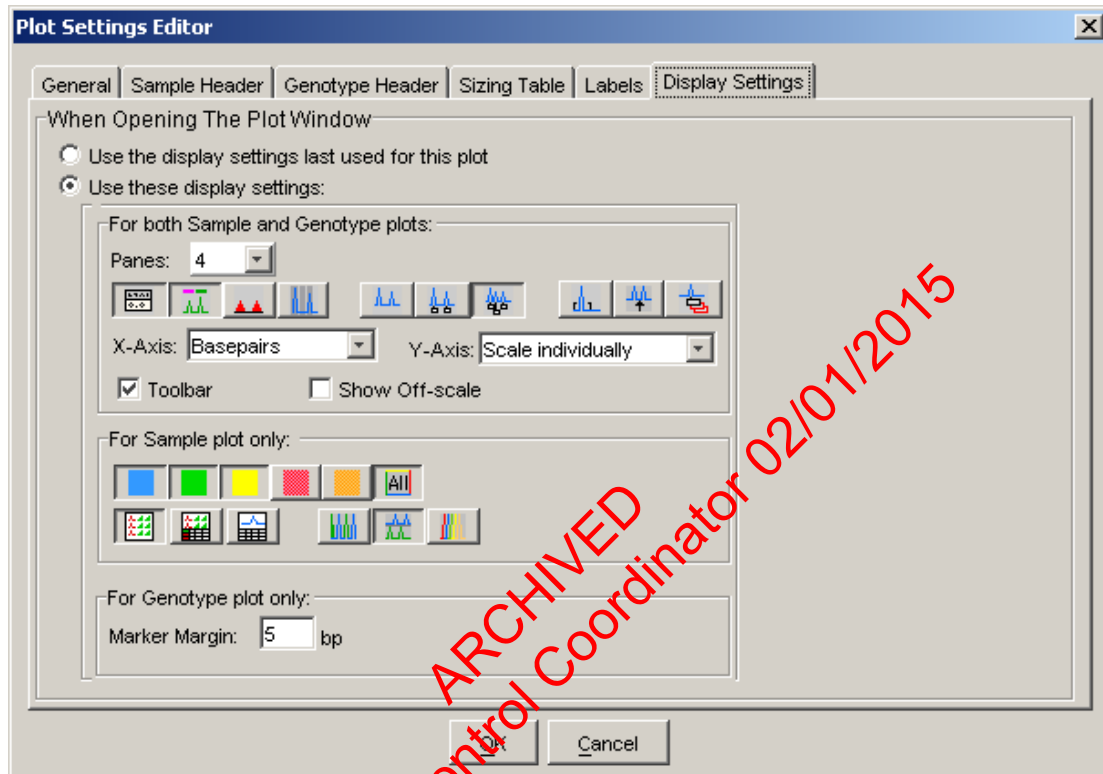 Plot Settings Editor
General Sample Header Genotype Header Sizing Table Labels Display Settings
When Opening The Plot Window
Use the display settings last used for this plot
Use these display settings:
For both Sample and Genotype plots:
Panes: 4
X-Axis: Basepairs Y-Axis: Scale individually
Toolbar Show Off-scale
For Sample plot only:
All
For Genotype plot only:
Marker Margin: 5 bp
OK Cancel
ARCHIVED
Coordinator 02/01/2015